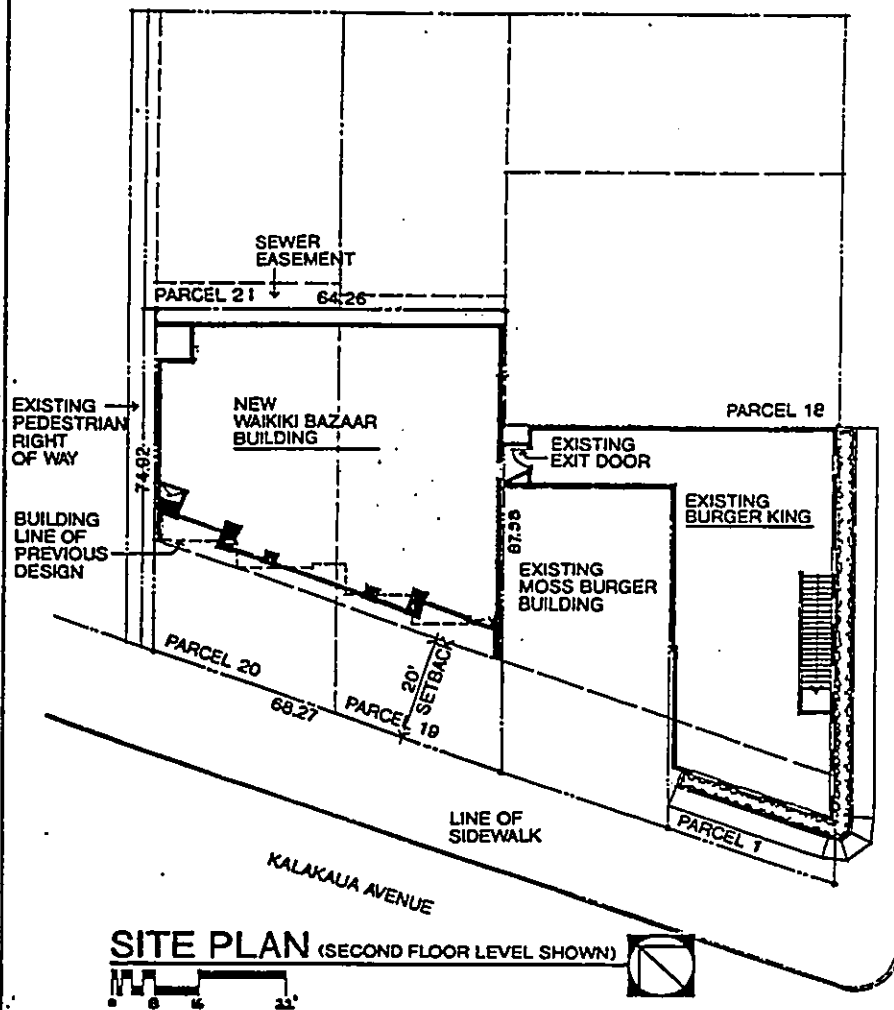 SEWER
EASEMENT
PARCEL 21
64.26
EXISTING
PEDESTRIAN
RIGHT
OF WAY
74.92
NEW
WAIKIKI BAZAAR
BUILDING
PARCEL 18
EXISTING
EXIT DOOR
EXISTING
BURGER KING
BUILDING
LINE OF
PREVIOUS
DESIGN
87.98
EXISTING
MOSS BURGER
BUILDING
PARCEL 20
68.27
20'
SETBACK
PARCEL 19
LINE OF
SIDEWALK
PARCEL 1
KALAKAUA AVENUE
SITE PLAN (SECOND FLOOR LEVEL SHOWN)
0 8 16